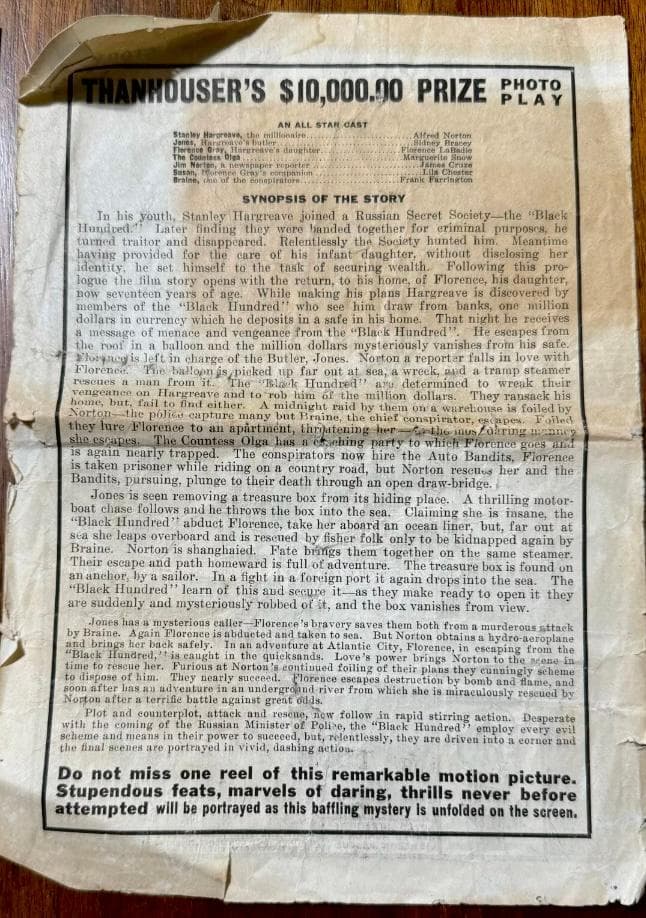 THANHOUSER'S $10,000.00 PRIZE PHOTO PLAY
AN ALL STAR CAST
Stanley Hargreave, the millionaire.....................Alfred Norton
Jones, Hargreave's butler.....................Sidney Bracey
Florence Gray, Hargreave's daughter.....................Florence LaBadie
The Countess Olga.....................Marguerite Snow
Jim Norton, a newspaper reporter.....................James Cruze
Susan, Florence Gray's companion.....................Lila Chester
Braine, one of the conspirators.....................Frank Farrington
SYNOPSIS OF THE STORY
In his youth, Stanley Hargreave joined a Russian Secret Society—the "Black
Hundred." Later finding they were banded together for criminal purposes, he
turned traitor and disappeared. Relentlessly the Society hunted him. Meantime
having provided for the care of his infant daughter, without disclosing her
identity, he set himself to the task of securing wealth. Following this pro-
logue the film story opens with the return, to his home, of Florence, his daughter,
now seventeen years of age. While making his plans Hargreave is discovered by
members of the "Black Hundred" who see him draw from banks, one million
dollars in currency which he deposits in a safe in his home. That night he receives
a message of menace and vengeance from the "Black Hundred". He escapes from
the roof in a balloon and the million dollars mysteriously vanishes from his safe.
Florence is left in charge of the Butler, Jones. Norton a reporter falls in love with
Florence. The balloon is picked up far out at sea, a wreck, and a tramp steamer
rescues a man from it. The "Black Hundred" are determined to wreak their
vengeance on Hargreave and to rob him of the million dollars. They ransack his
home, but, fail to find either. A midnight raid by them on a warehouse is foiled by
Norton—the police capture many but Braine, the chief conspirator, escapes. Foiled
they lure Florence to an apartment, threatening her
she escapes. The Countess Olga has a coaching party to which Florence goes and
is again nearly trapped. The conspirators now hire the Auto Bandits, Florence
is taken prisoner while riding on a country road, but Norton rescues her and the
Bandits, pursuing, plunge to their death through an open draw-bridge.
Jones is seen removing a treasure box from its hiding place. A thrilling motor-
boat chase follows and he throws the box into the sea. Claiming she is insane, the
"Black Hundred" abduct Florence, take her aboard an ocean liner, but, far out at
sea she leaps overboard and is rescued by fisher folk only to be kidnapped again by
Braine. Norton is shanghaied. Fate brings them together on the same steamer.
Their escape and path homeward is full of adventure. The treasure box is found on
an anchor, by a sailor. In a fight in a foreign port it again drops into the sea. The
"Black Hundred" learn of this and secure it—as they make ready to open it they
are suddenly and mysteriously robbed of it, and the box vanishes from view.
Jones has a mysterious caller—Florence's bravery saves them both from a murderous attack
by Braine. Again Florence is abducted and taken to sea. But Norton obtains a hydro-aeroplane
and brings her back safely. In an adventure at Atlantic City, Florence, in escaping from the
"Black Hundred," is caught in the quicksands. Love's power brings Norton to the scene in
time to rescue her. Furious at Norton's continued foiling of their plans they cunningly scheme
to dispose of him. They nearly succeed. Florence escapes destruction by bomb and flame, and
soon after has an adventure in an underground river from which she is miraculously rescued by
Norton after a terrific battle against great odds.
Plot and counterplot, attack and rescue, now follow in rapid stirring action. Desperate
with the coming of the Russian Minister of Police, the "Black Hundred" employ every evil
scheme and means in their power to succeed, but, relentlessly, they are driven into a corner and
the final scenes are portrayed in vivid, dashing action.
Do not miss one reel of this remarkable motion picture.
Stupendous feats, marvels of daring, thrills never before
attempted will be portrayed as this baffling mystery is unfolded on the screen.